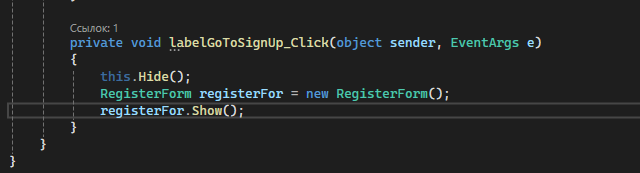 Ссылок: 1
private void labelGoToSignUp_Click(object sender, EventArgs e)
{
this.Hide();
RegisterForm registerFor = new RegisterForm();
registerFor.Show();
}
}
}